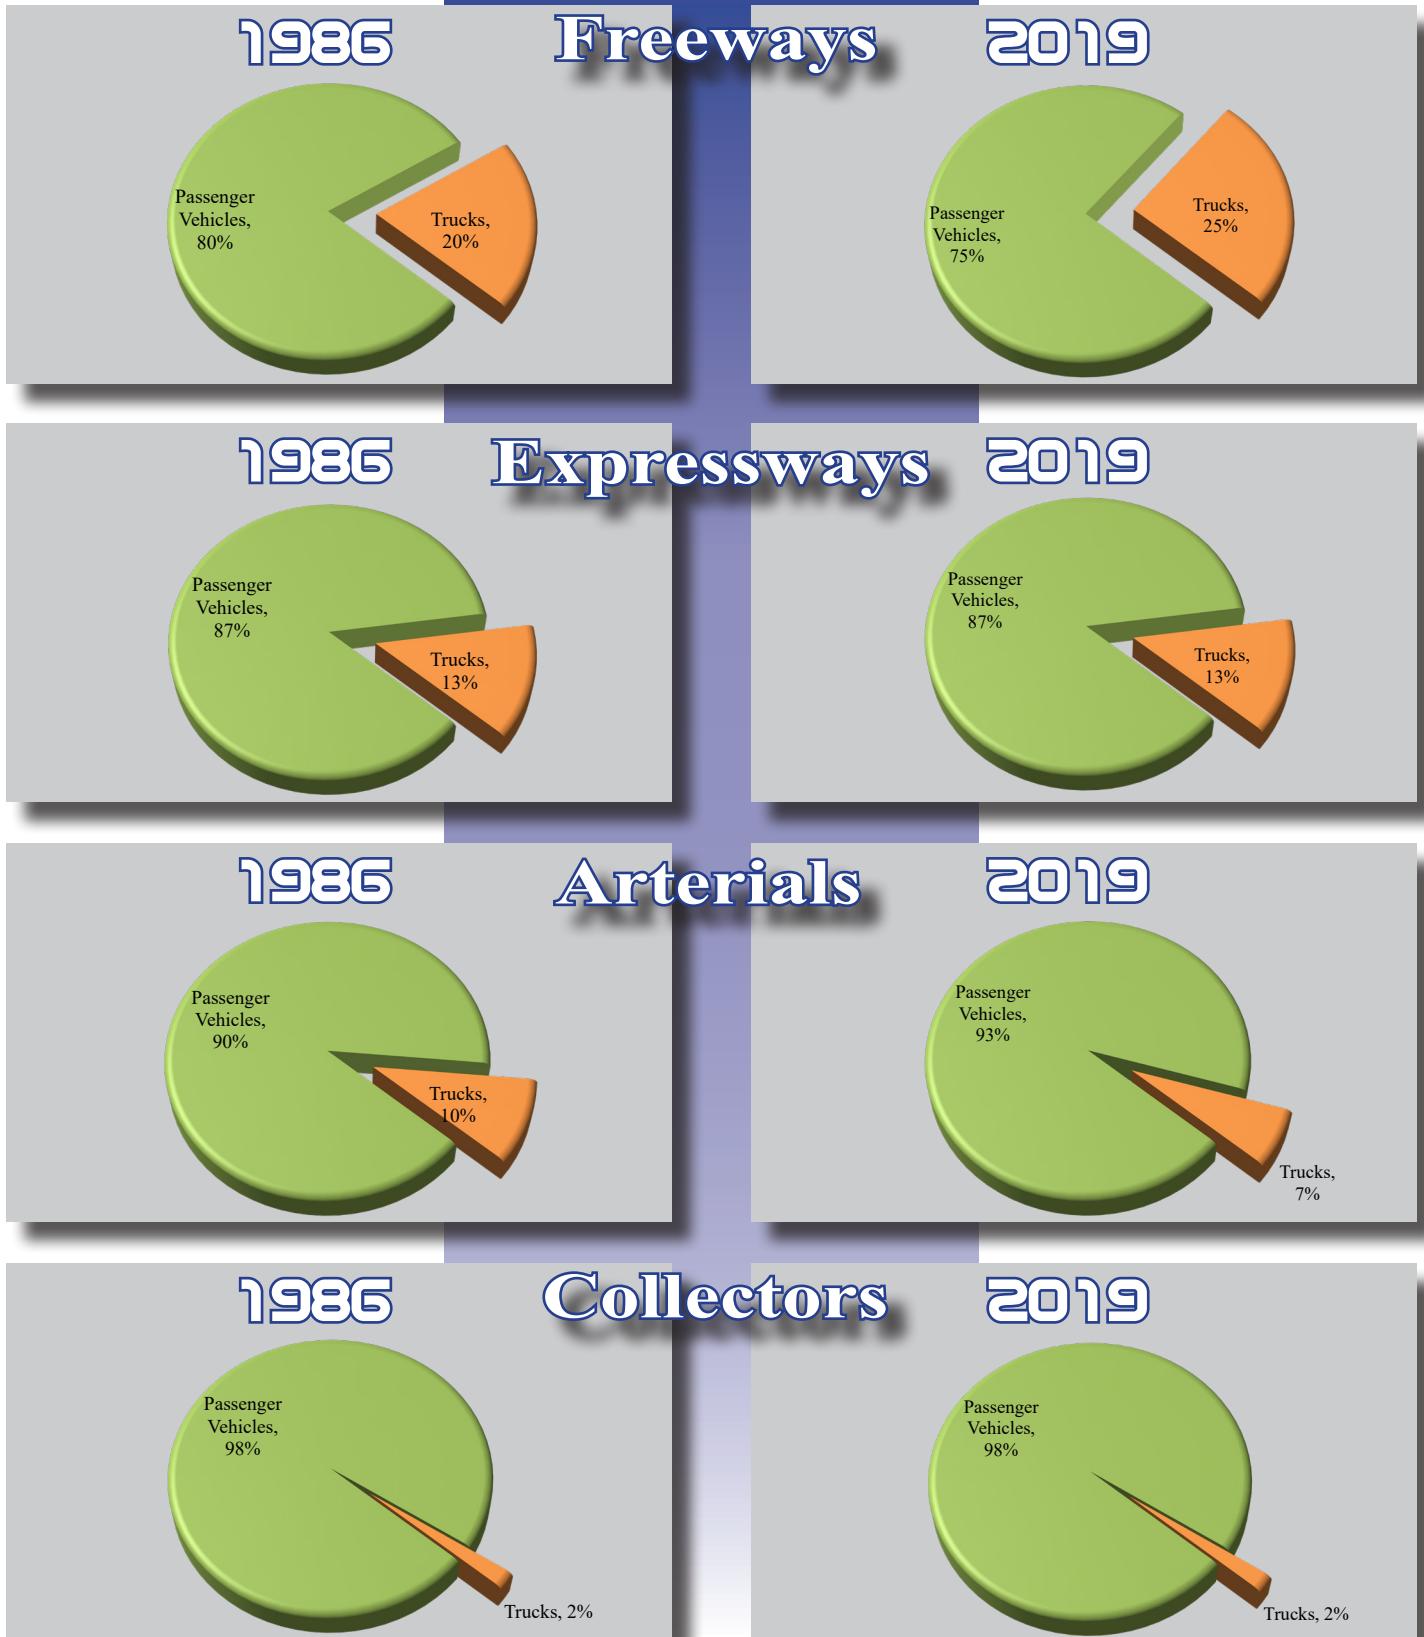 1986
Freeways
2019
Passenger
Vehicles,
80%
Trucks,
20%
Passenger
Vehicles,
75%
Trucks,
25%
1986
Expressways
2019
Passenger
Vehicles,
87%
Trucks,
13%
Passenger
Vehicles,
87%
Trucks,
13%
1986
Arterials
2019
Passenger
Vehicles,
90%
Trucks,
10%
Passenger
Vehicles,
93%
Trucks,
7%
1986
Collectors
2019
Passenger
Vehicles,
98%
Trucks, 2%
Passenger
Vehicles,
98%
Trucks, 2%